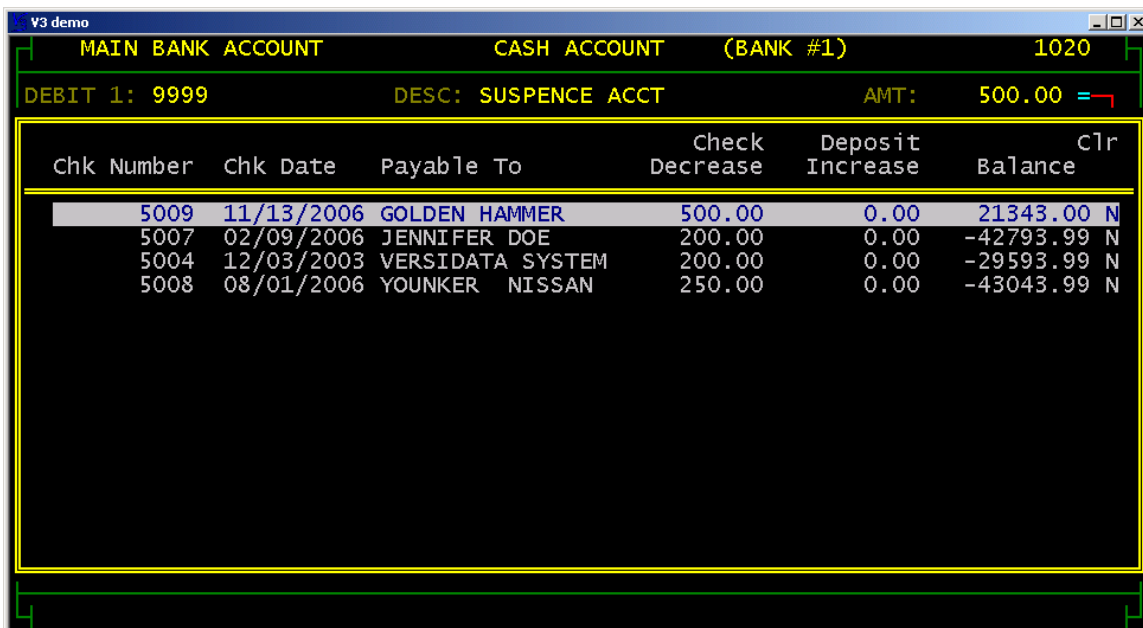 V3 demo
MAIN BANK ACCOUNT CASH ACCOUNT (BANK #1) 1020
DEBIT 1: 9999 DESC: SUSPENCE ACCT AMT: 500.00 =
Check Deposit Clr
Chk Number Chk Date Payable To Decrease Increase Balance
5009 11/13/2006 GOLDEN HAMMER 500.00 0.00 21343.00 N
5007 02/09/2006 JENNIFER DOE 200.00 0.00 -42793.99 N
5004 12/03/2003 VERSIDATA SYSTEM 200.00 0.00 -29593.99 N
5008 08/01/2006 YOUNKER NISSAN 250.00 0.00 -43043.99 N